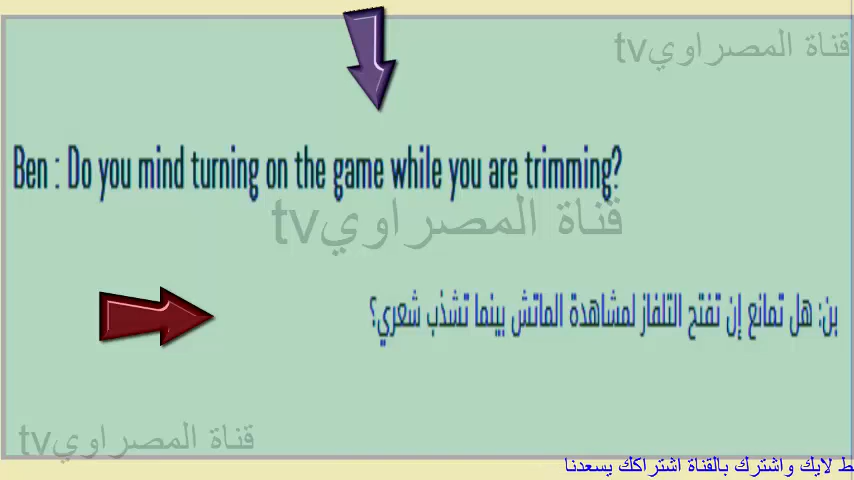 قناة المصراويtv
Ben : Do you mind turning on the game while you are trimming?
قناة المصراويtv
بن: هل تمانع إن تفتح التلفاز لمشاهدة الماتش بينما تشذب شعري؟
قناة المصراويtv
ط لايك واشترك بالقناة اشتراكك يسعدنا